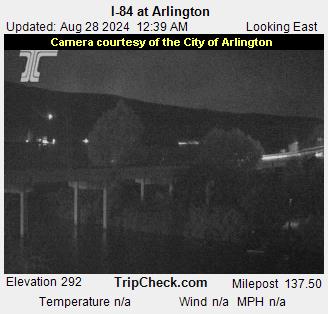 I-84 at Arlington
Updated: Aug 28 2024 12:39 AM Looking East
Camera courtesy of the City of Arlington
Elevation 292 TripCheck.com Milepost 137.50
Temperature n/a Wind n/a MPH n/a